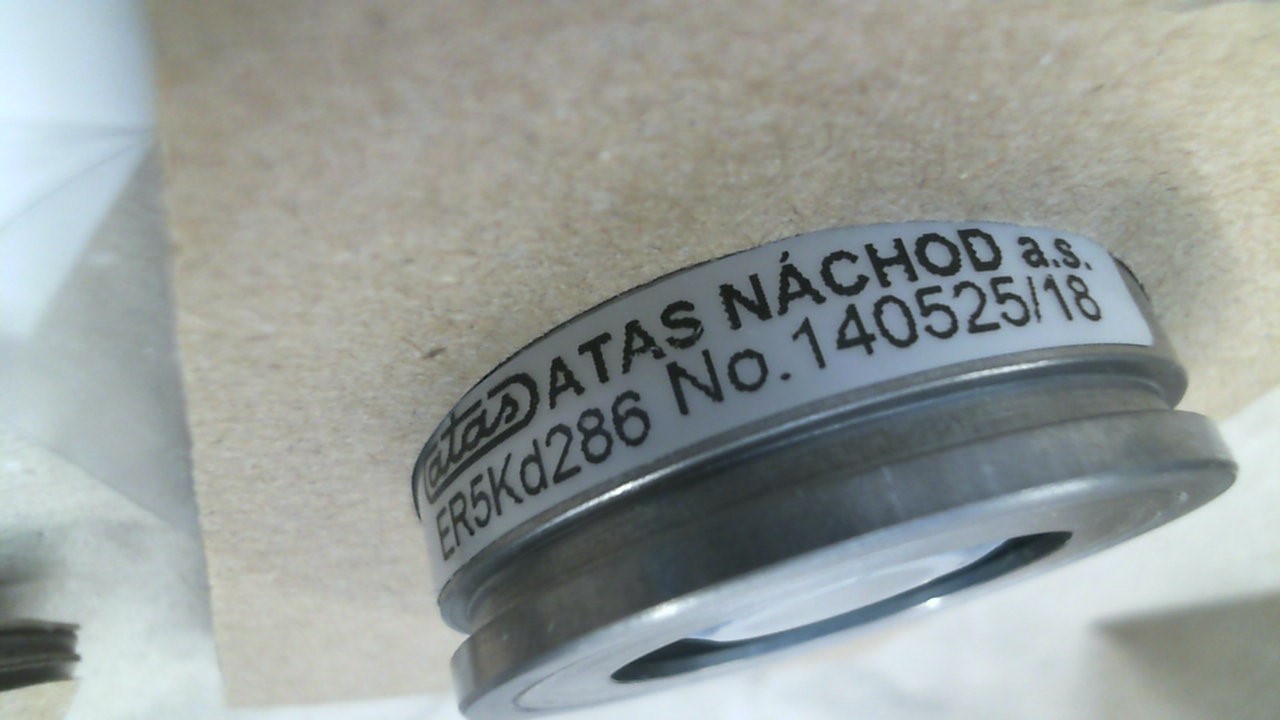 atas ATAS NÁCHOD a.s.
ER5Kd286 No.140525/18